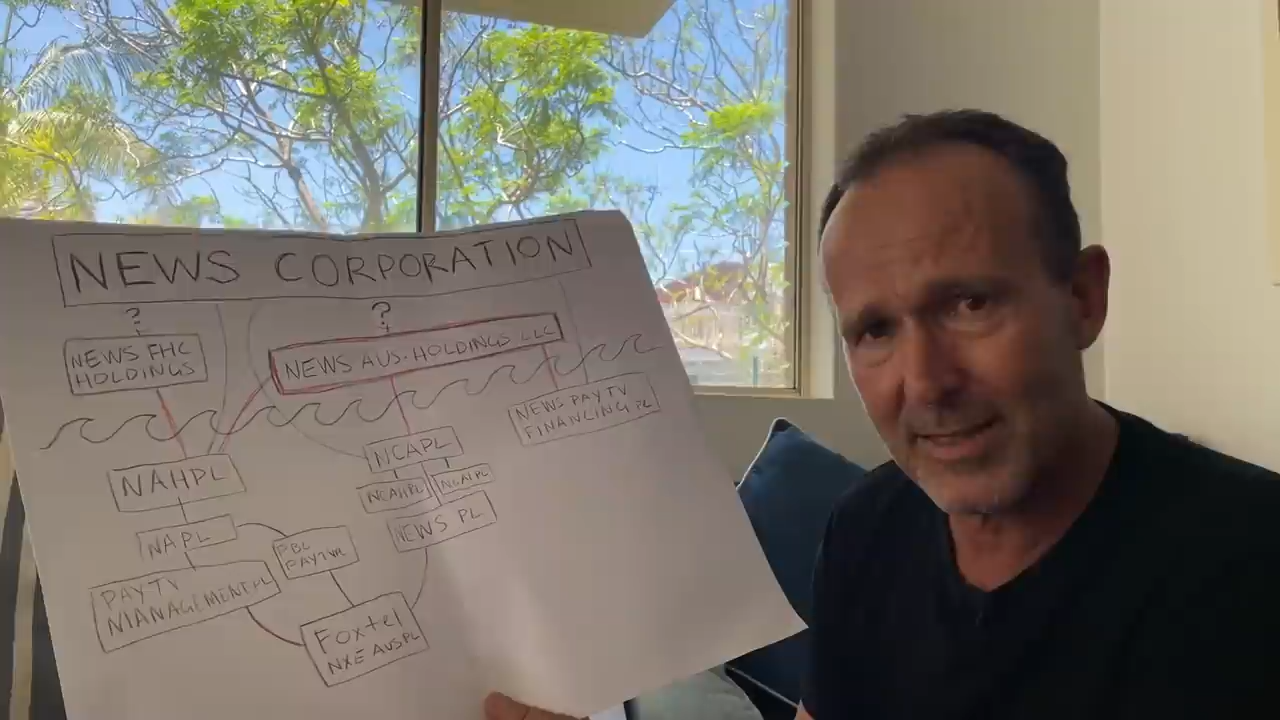 NEWS CORPORATION
?
?
NEWS FHC
HOLDINGS
NEWS AUS. HOLDINGS LLC
NEWS PAY TV
FINANCING PL
NAHPL
NCAPL
NCAHPL
NAPL
NEWS PL
PBL
PAY TV
PAY TV
MANAGEMENT PL
Foxtel
NXE AUS PL